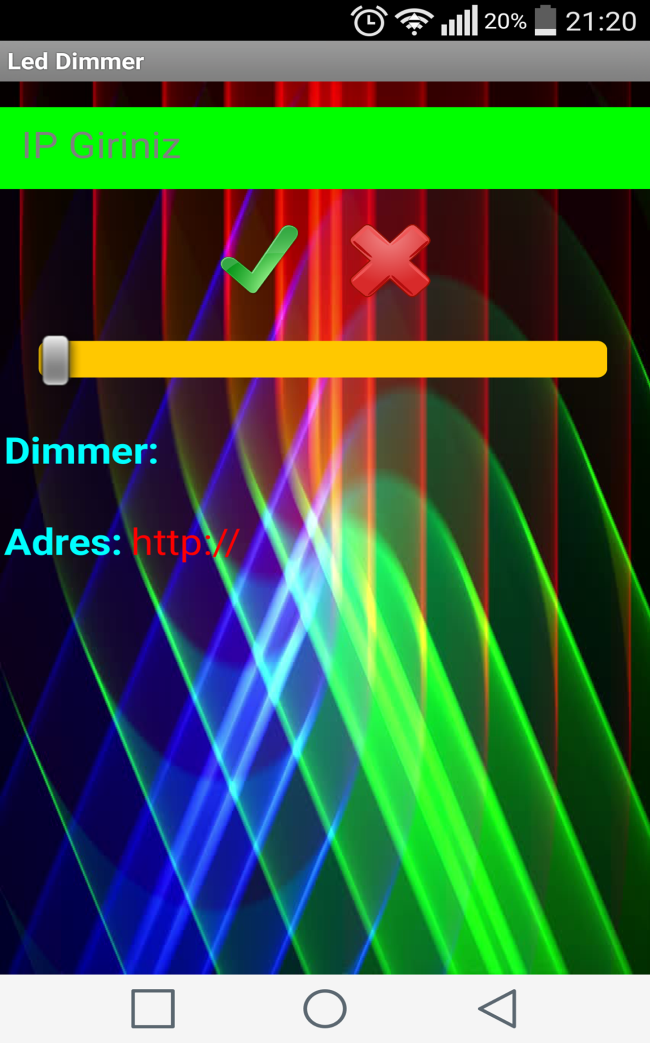 20% 21:20
Led Dimmer
IP Giriniz
Dimmer:
Adres: http://